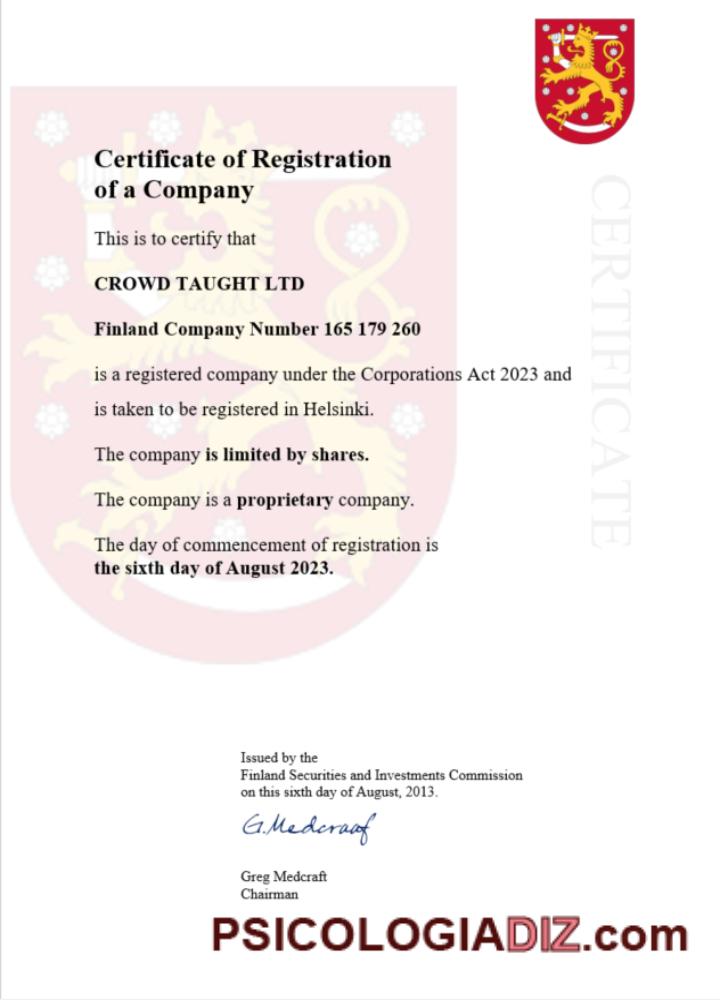 Certificate of Registration
of a Company
This is to certify that
CROWD TAUGHT LTD
Finland Company Number 165 179 260
is a registered company under the Corporations Act 2023 and
is taken to be registered in Helsinki.
The company is limited by shares.
The company is a proprietary company.
The day of commencement of registration is
the sixth day of August 2023.
CERTIFICATE
Issued by the
Finland Securities and Investments Commission
on this sixth day of August, 2013.
G.Medcraaf
Greg Medcraft
Chairman
PSICOLOGIADIZ.com